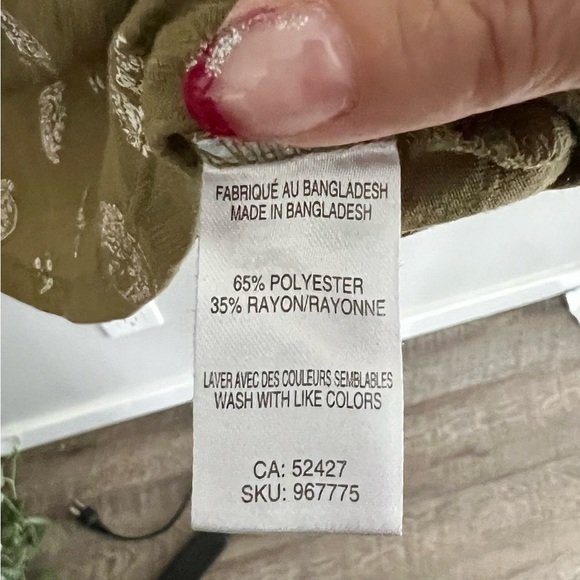 FABRIQUÉ AU BANGLADESH
MADE IN BANGLADESH
65% POLYESTER
35% RAYON/RAYONNE
LAVER AVEC DES COULEURS SEMBLABLES
WASH WITH LIKE COLORS
CA: 52427
SKU: 967775